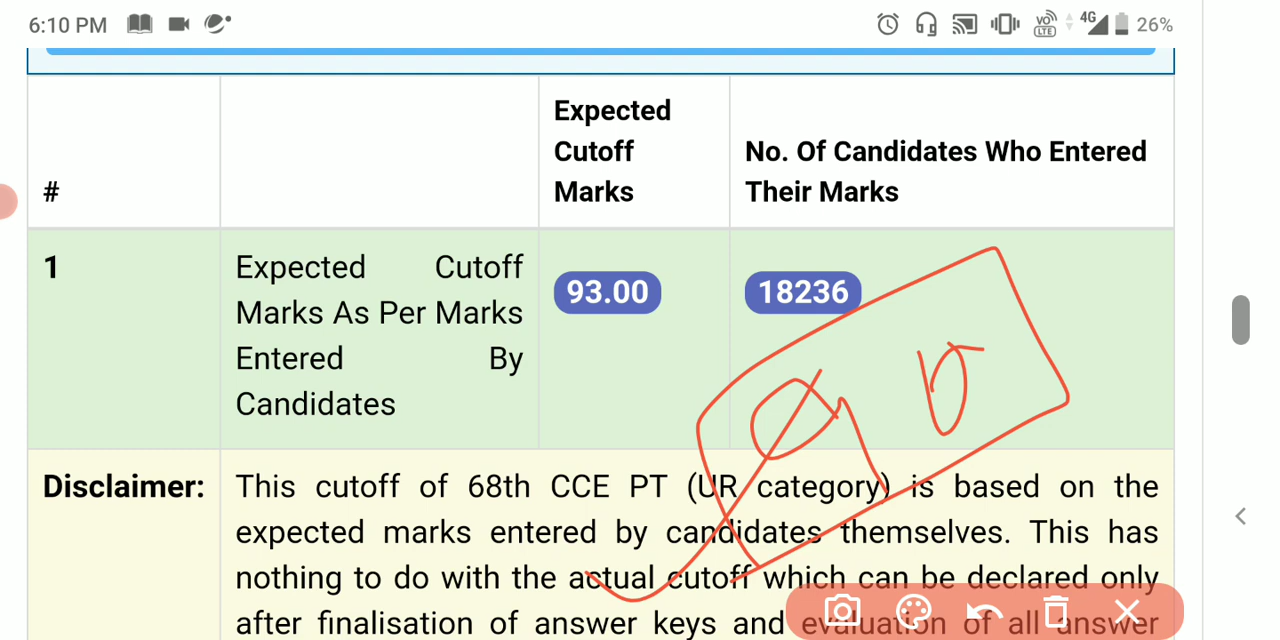 6:10 PM VO LTE 4G 26%
Expected
Cutoff
No. Of Candidates Who Entered
# Marks Their Marks
1 Expected Cutoff 93.00 18236
Marks As Per Marks
Entered By
Candidates
Disclaimer: This cutoff of 68th CCE PT (UR category) is based on the
expected marks entered by candidates themselves. This has
nothing to do with the actual cutoff which can be declared only
after finalisation of answer keys and evaluation of all answer